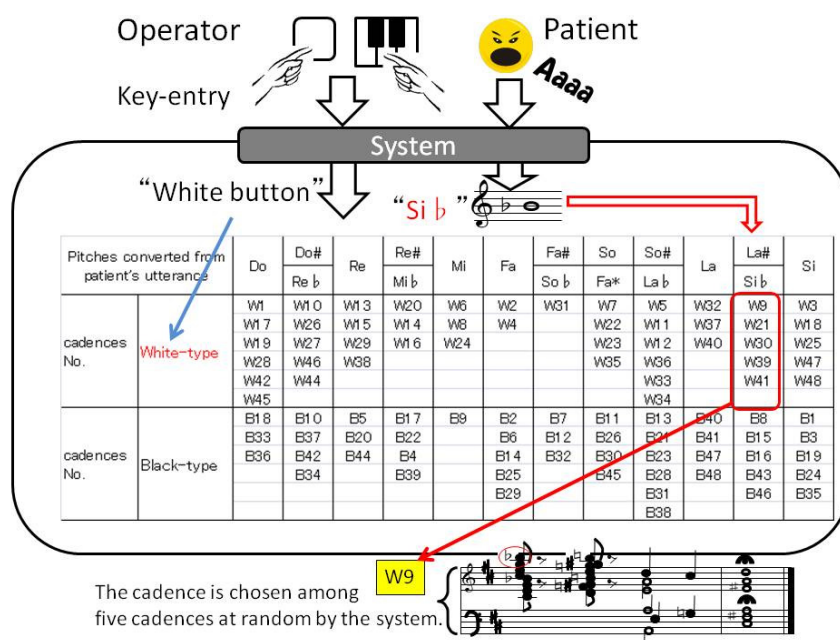 Operator
Patient
Aaaa
Key-entry
System
“White button”
“Si ♭”
Pitches converted from patient's utterance
Do Do# Re Re# Mi Fa Fa# So So# La La# Si
Re♭ Mi♭ So♭ Fa* La♭ Si♭
cadences No. White-type
W1 W10 W13 W20 W6 W2 W31 W7 W5 W32 W9 W3
W17 W26 W15 W14 W8 W4 W22 W11 W37 W21 W18
W19 W27 W29 W16 W24 W23 W12 W40 W30 W25
W28 W46 W38 W35 W36 W39 W47
W42 W44 W33 W41 W48
W45 W34
cadences No. Black-type
B18 B10 B5 B17 B9 B2 B7 B11 B13 B40 B8 B1
B33 B37 B20 B22 B6 B12 B26 B21 B41 B15 B3
B36 B42 B44 B4 B14 B32 B30 B23 B47 B16 B19
B34 B39 B25 B45 B28 B48 B43 B24
B29 B31 B46 B35
B38
W9
The cadence is chosen among
five cadences at random by the system.